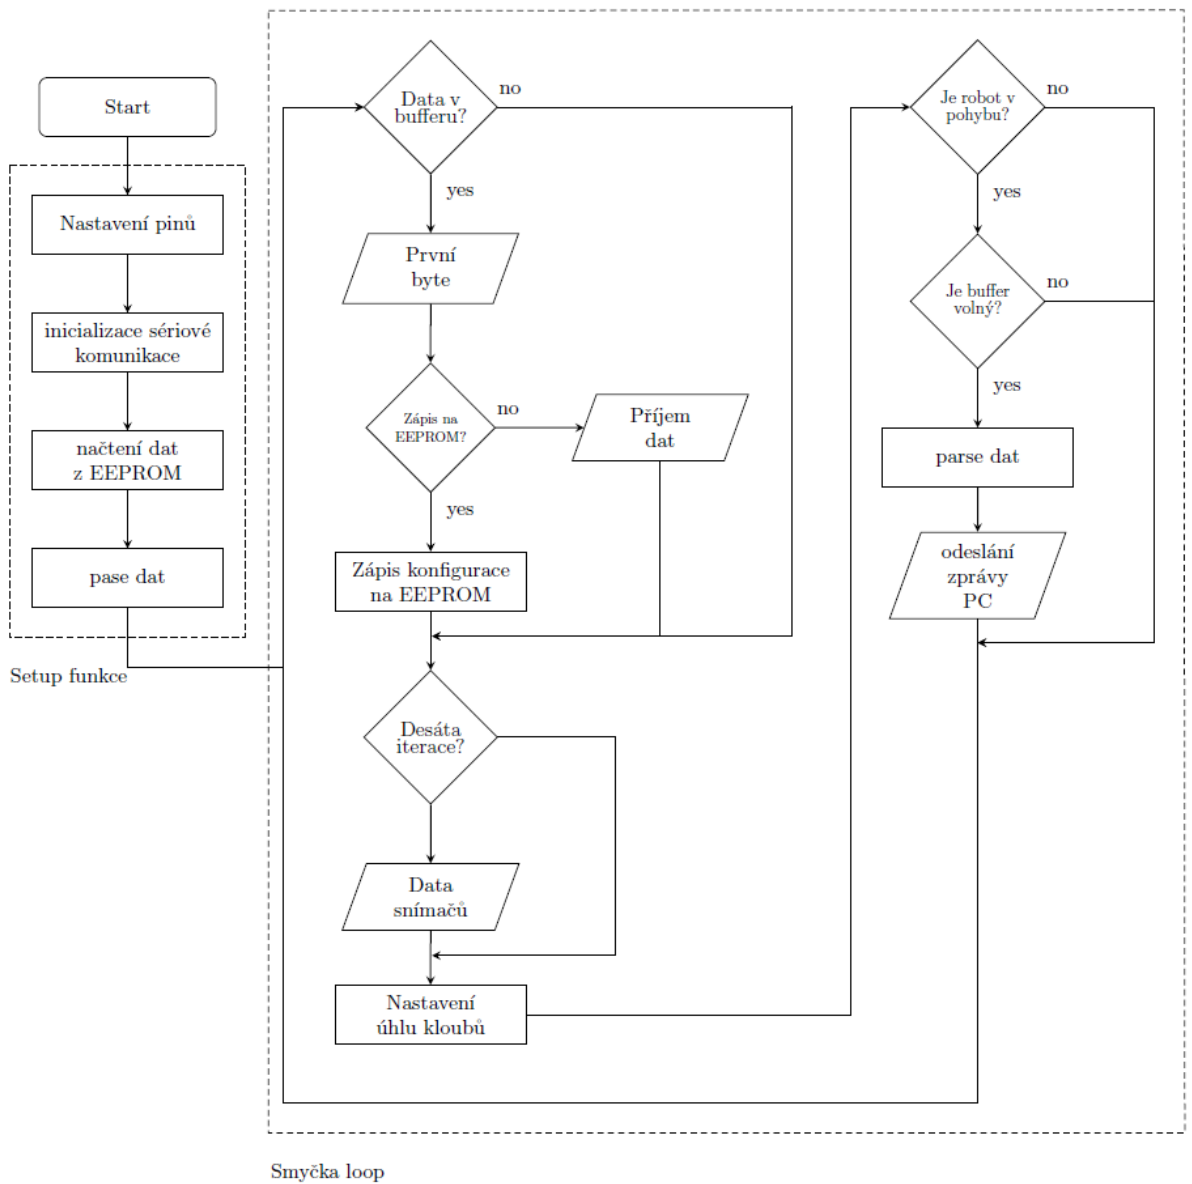 Start
Nastavení pinů
inicializace sériové
komunikace
načtení dat
z EEPROM
pase dat
Setup funkce
Data v
bufferu?
no
yes
První
byte
Zápis na
EEPROM?
no
Příjem
dat
yes
Zápis konfigurace
na EEPROM
Desáta
iterace?
Data
snímačů
Nastavení
úhlu kloubů
Je robot v
pohybu?
no
yes
Je buffer
volný?
no
yes
parse dat
odeslání
zprávy
PC
Smyčka loop